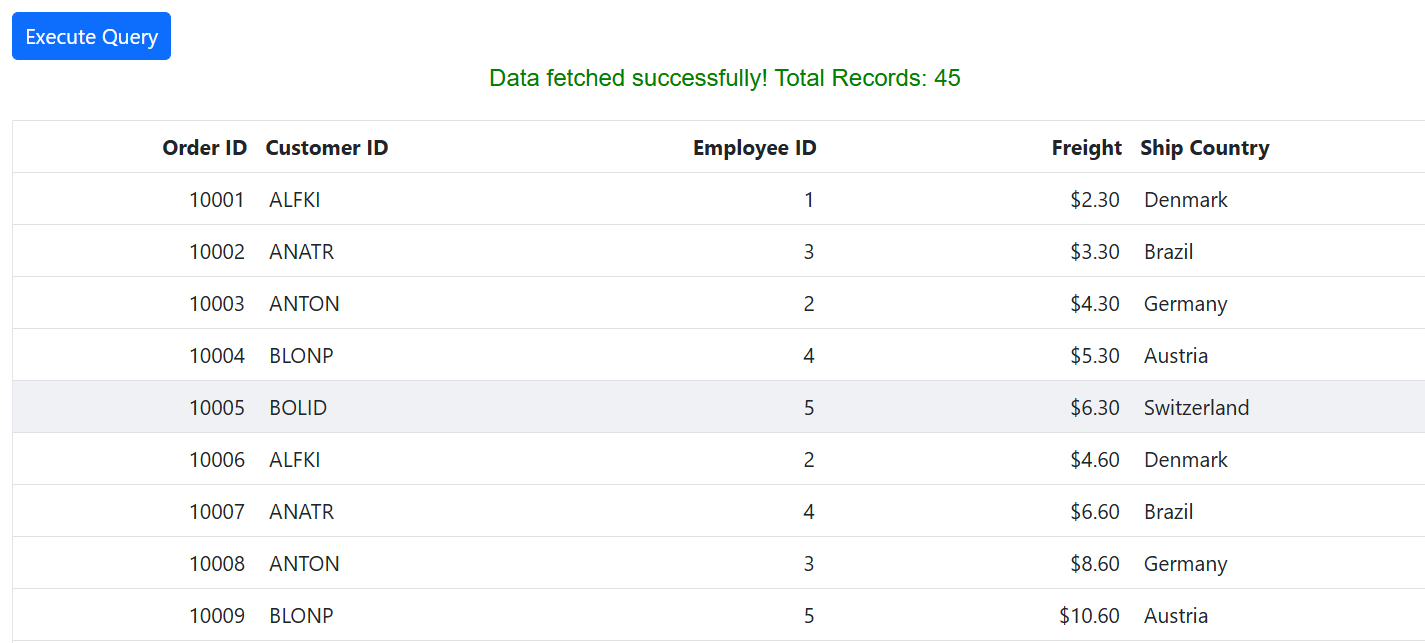 Execute Query
Data fetched successfully! Total Records: 45
Order ID Customer ID Employee ID Freight Ship Country
10001 ALFKI 1 $2.30 Denmark
10002 ANATR 3 $3.30 Brazil
10003 ANTON 2 $4.30 Germany
10004 BLONP 4 $5.30 Austria
10005 BOLID 5 $6.30 Switzerland
10006 ALFKI 2 $4.60 Denmark
10007 ANATR 4 $6.60 Brazil
10008 ANTON 3 $8.60 Germany
10009 BLONP 5 $10.60 Austria